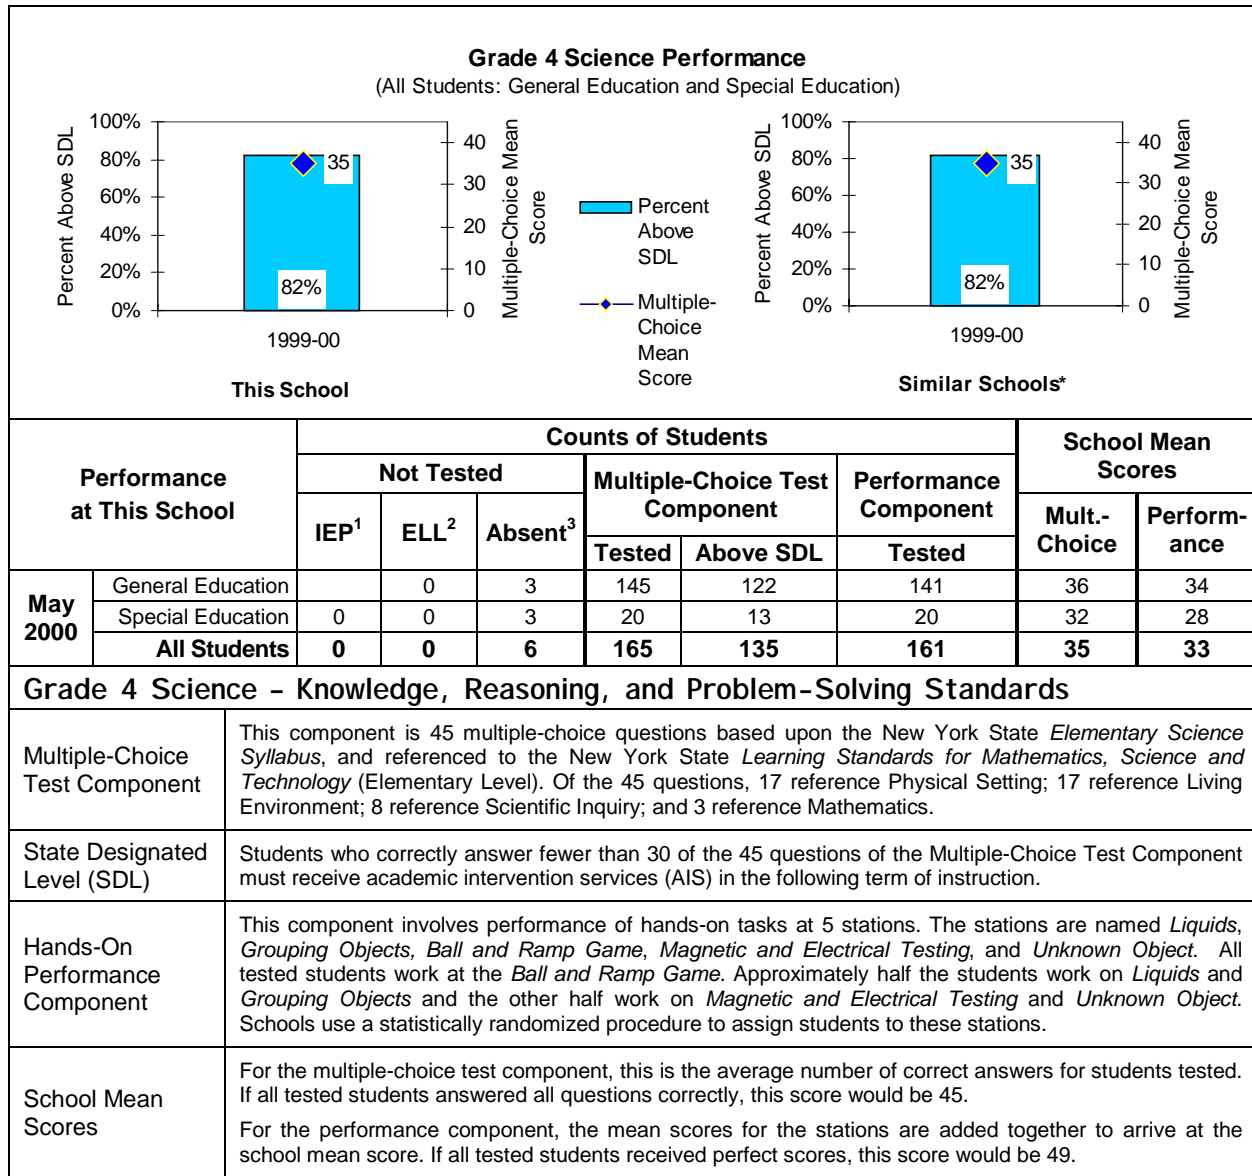 Grade 4 Science Performance
(All Students: General Education and Special Education)
Percent Above SDL
100%
80%
60%
40%
20%
0%
35
82%
1999-00
40
30
20
10
0
Multiple-Choice Mean
Score
This School
Percent
Above
SDL
Multiple-
Choice
Mean
Score
Percent Above SDL
100%
80%
60%
40%
20%
0%
35
82%
1999-00
40
30
20
10
0
Multiple-Choice Mean
Score
Similar Schools*
Performance
at This School
Counts of Students
School Mean
Scores
Not Tested
Multiple-Choice Test
Component
Performance
Component
IEP1
ELL2
Absent3
Tested
Above SDL
Tested
Mult.-
Choice
Perform-
ance
May
2000
General Education 0 3 145 122 141 36 34
Special Education 0 0 3 20 13 20 32 28
All Students 0 0 6 165 135 161 35 33
Grade 4 Science – Knowledge, Reasoning, and Problem-Solving Standards
Multiple-Choice
Test Component
This component is 45 multiple-choice questions based upon the New York State Elementary Science
Syllabus, and referenced to the New York State Learning Standards for Mathematics, Science and
Technology (Elementary Level). Of the 45 questions, 17 reference Physical Setting; 17 reference Living
Environment; 8 reference Scientific Inquiry; and 3 reference Mathematics.
State Designated
Level (SDL)
Students who correctly answer fewer than 30 of the 45 questions of the Multiple-Choice Test Component
must receive academic intervention services (AIS) in the following term of instruction.
Hands-On
Performance
Component
This component involves performance of hands-on tasks at 5 stations. The stations are named Liquids,
Grouping Objects, Ball and Ramp Game, Magnetic and Electrical Testing, and Unknown Object. All
tested students work at the Ball and Ramp Game. Approximately half the students work on Liquids and
Grouping Objects and the other half work on Magnetic and Electrical Testing and Unknown Object.
Schools use a statistically randomized procedure to assign students to these stations.
School Mean
Scores
For the multiple-choice test component, this is the average number of correct answers for students tested.
If all tested students answered all questions correctly, this score would be 45.
For the performance component, the mean scores for the stations are added together to arrive at the
school mean score. If all tested students received perfect scores, this score would be 49.